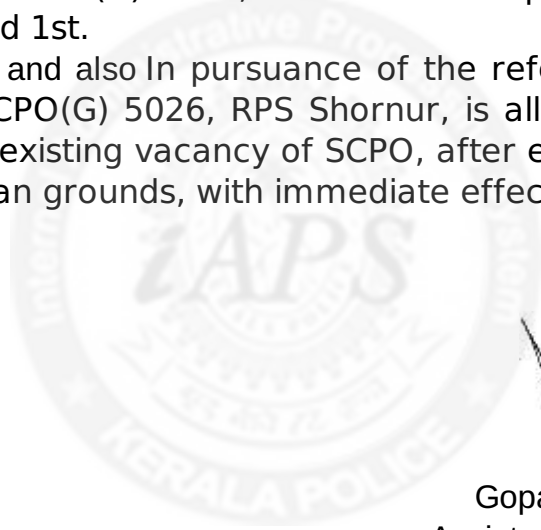 d 1st.
and also In pursuance of the refe
CPO(G) 5026, RPS Shornur, is all
existing vacancy of SCPO, after e
an grounds, with immediate effec
iAPS
KERALA POLICE
Gopa